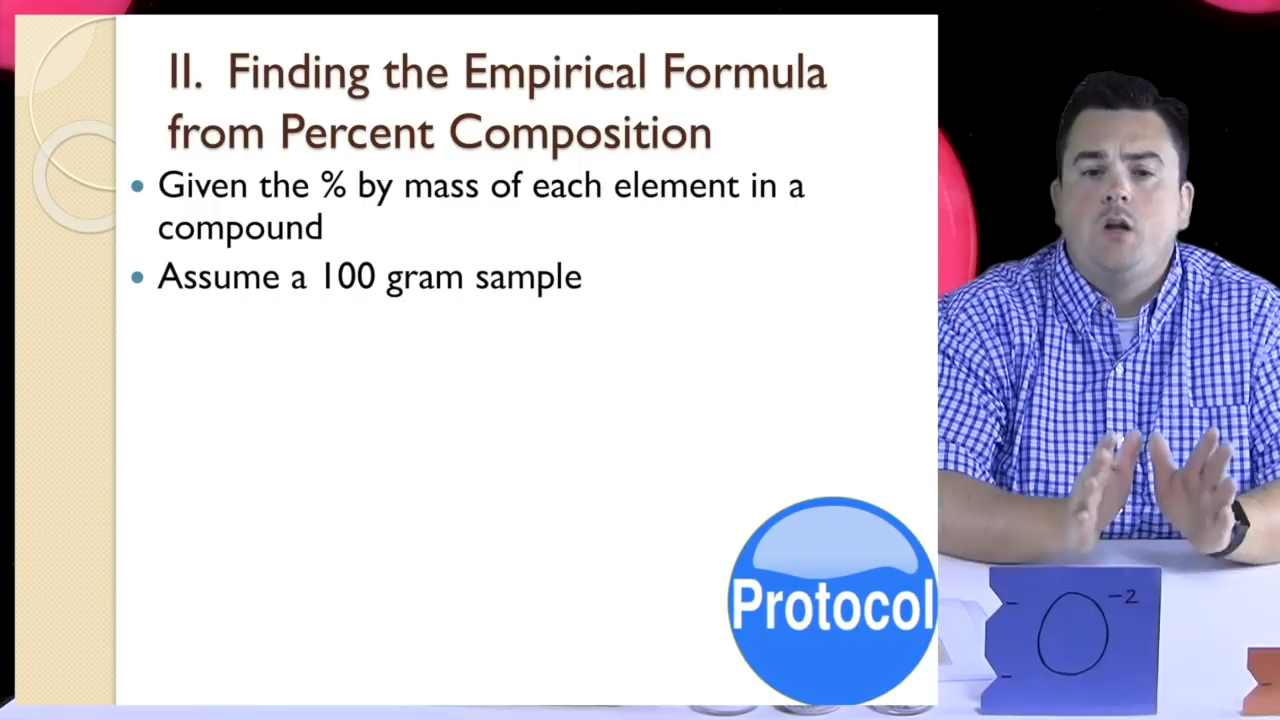 II. Finding the Empirical Formula
from Percent Composition
• Given the % by mass of each element in a
compound
• Assume a 100 gram sample
Protocol
O -2